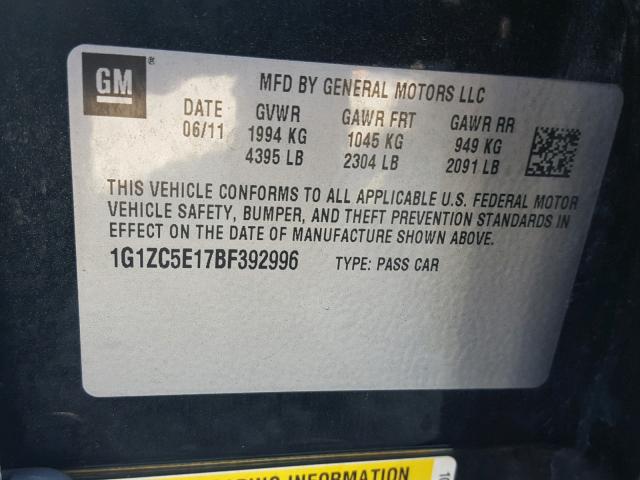 GM®
MFD BY GENERAL MOTORS LLC
DATE GVWR GAWR FRT GAWR RR
06/11 1994 KG 1045 KG 949 KG
4395 LB 2304 LB 2091 LB
THIS VEHICLE CONFORMS TO ALL APPLICABLE U.S. FEDERAL MOTOR
VEHICLE SAFETY, BUMPER, AND THEFT PREVENTION STANDARDS IN
EFFECT ON THE DATE OF MANUFACTURE SHOWN ABOVE.
1G1ZC5E17BF392996 TYPE: PASS CAR
INFORMATION